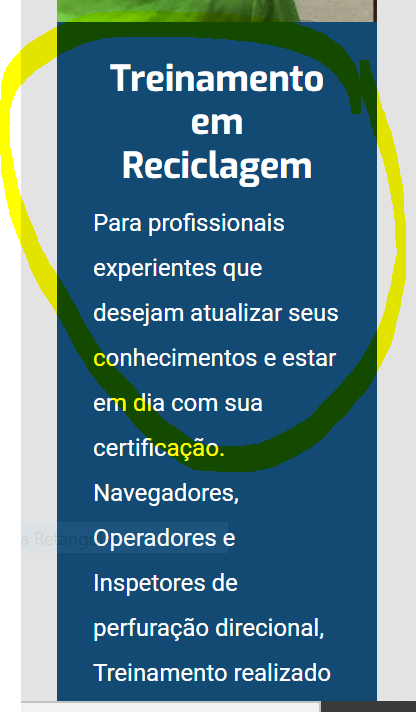 Treinamento
em
Reciclagem
Para profissionais
experientes que
desejam atualizar seus
conhecimentos e estar
em dia com sua
certificação.
Navegadores,
Operadores e
Inspetores de
perfuração direcional,
Treinamento realizado